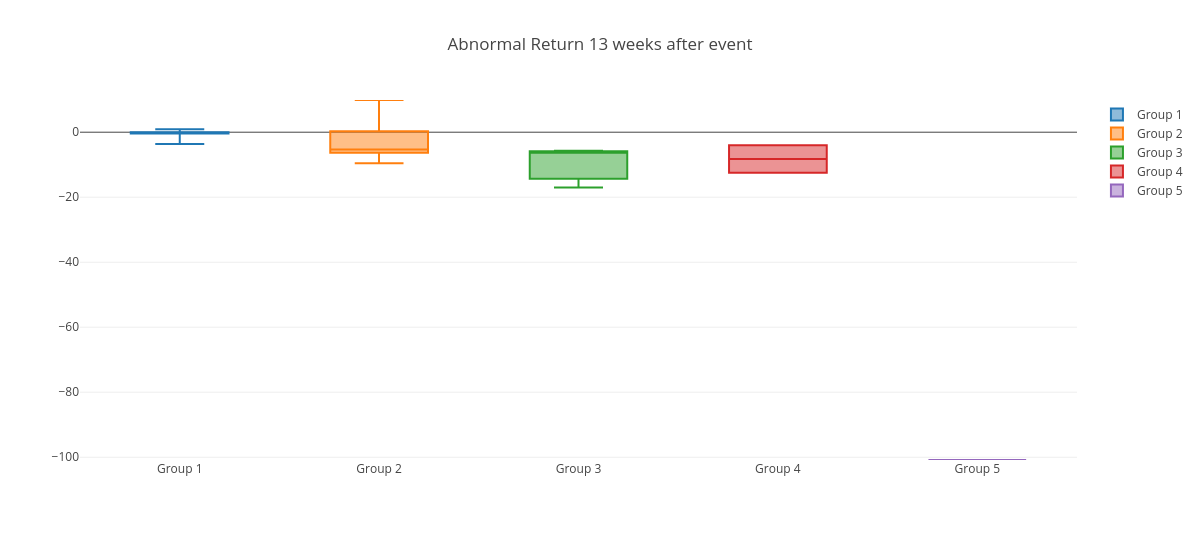 Abnormal Return 13 weeks after event
0
−20
−40
−60
−80
−100
Group 1
Group 2
Group 3
Group 4
Group 5
Group 1
Group 2
Group 3
Group 4
Group 5